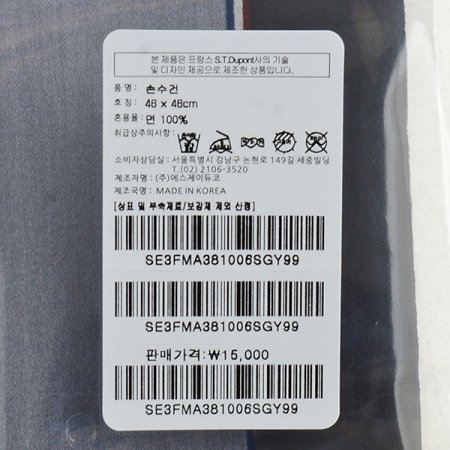 본 제품은 프랑스 S.T.Dupont사의 기술
및 디자인 제공으로 제조한 상품입니다.
품 명: 손수건
호 칭: 48 × 48cm
혼용율: 면 100%
취급상주의사항:
소비자상담실: 서울특별시 강남구 논현로 149길 세중빌딩
T.(02) 2106-3520
제조자명: (주)에스제이듀코
제조국명: MADE IN KOREA
[상표 및 부속재료/보강재 제외 산정]
SE3FMA381006SGY99
SE3FMA381006SGY99
판매가격:₩15,000
SE3FMA381006SGY99